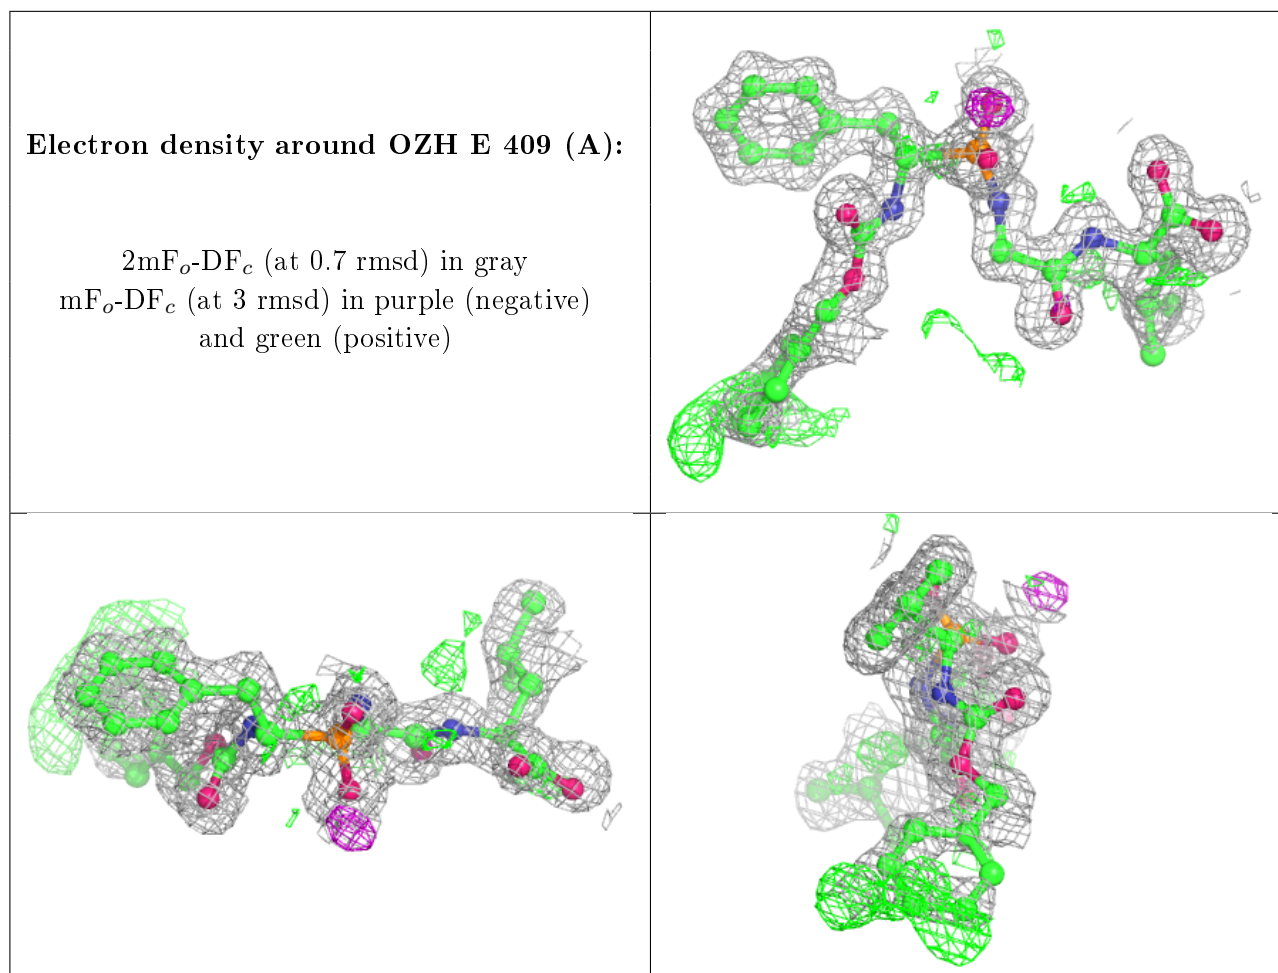 Electron density around OZH E 409 (A):
2mFo-DFc (at 0.7 rmsd) in gray
mFo-DFc (at 3 rmsd) in purple (negative)
and green (positive)